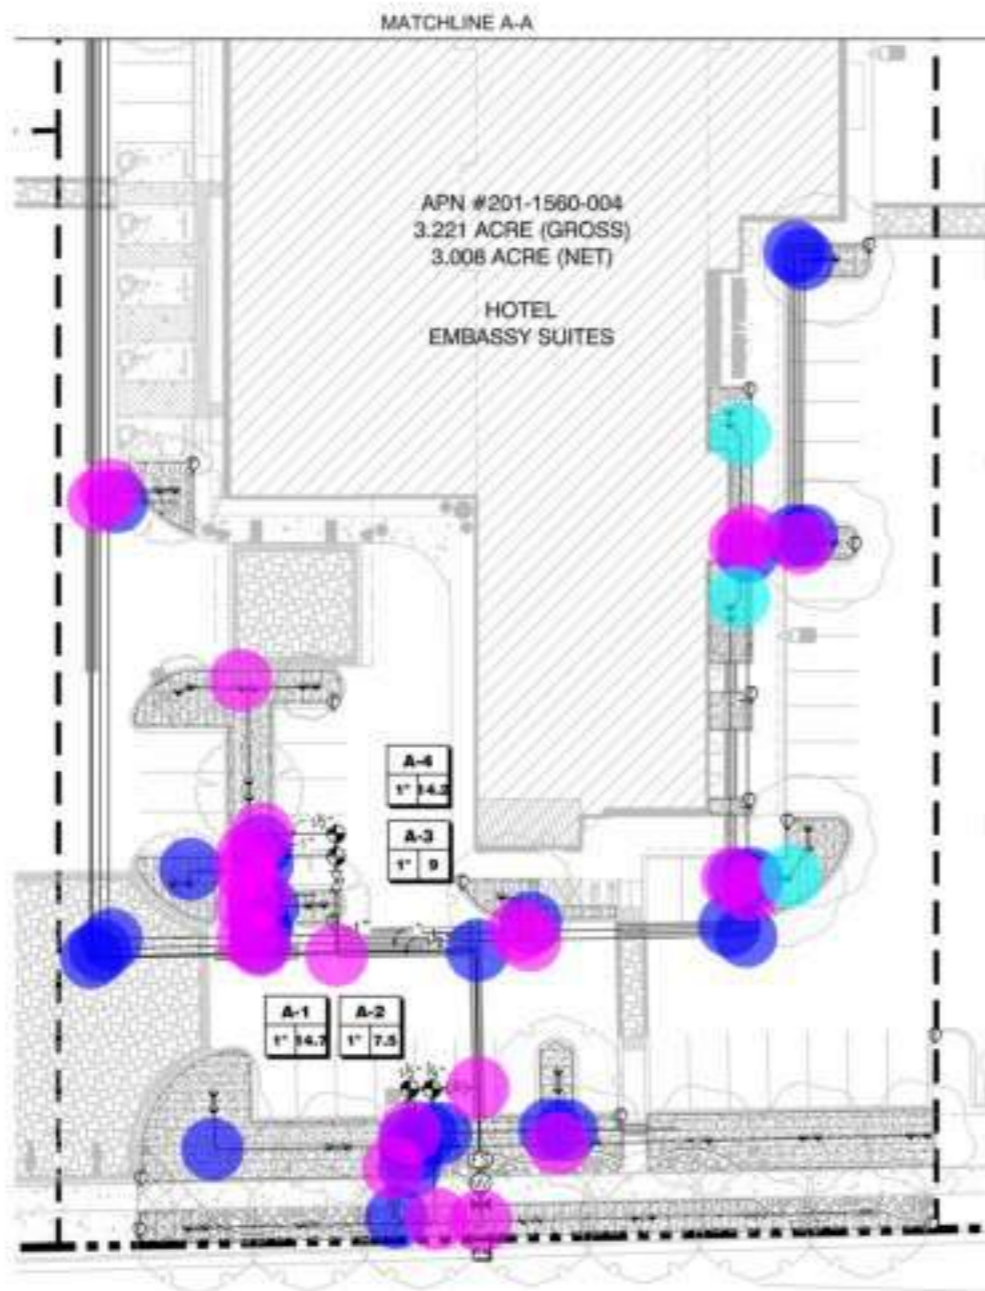 MATCHLINE A-A
APN #201-1560-004
3.221 ACRE (GROSS)
3.008 ACRE (NET)
HOTEL
EMBASSY SUITES
A-4
1" 14.2
A-3
1" 9
A-1
1" 14.7
A-2
1" 7.5